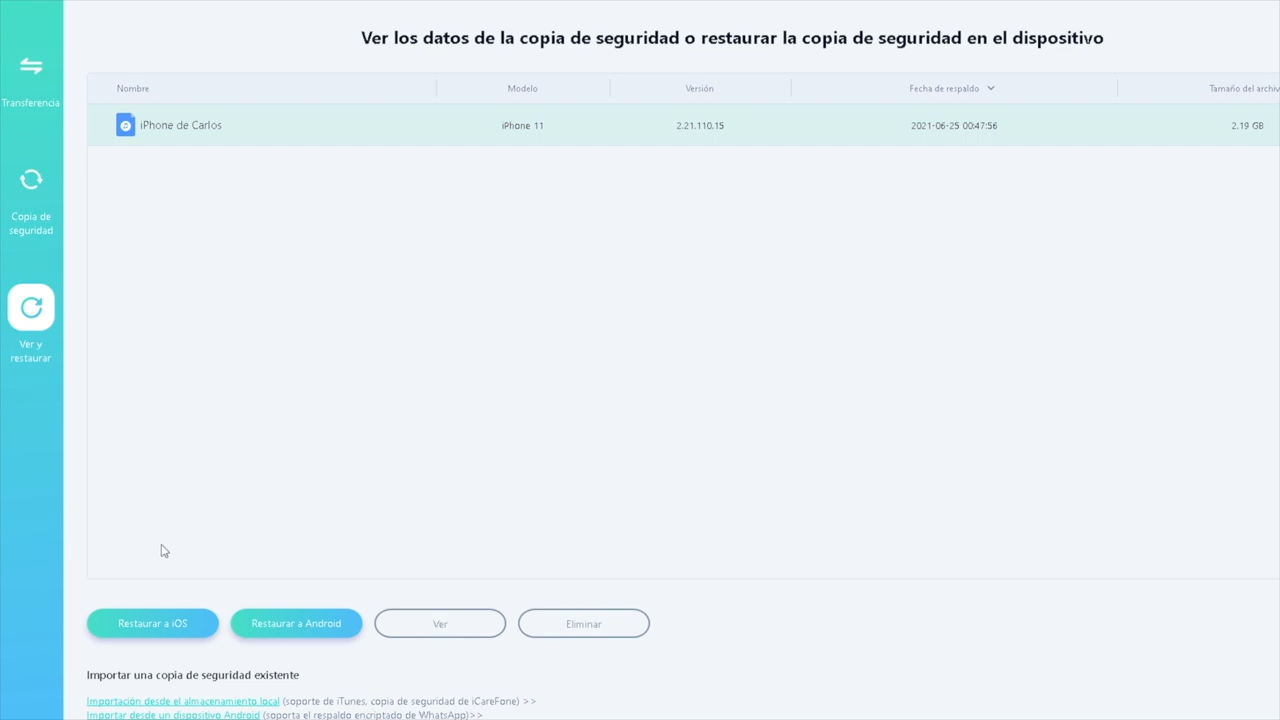 Ver los datos de la copia de seguridad o restaurar la copia de seguridad en el dispositivo
Nombre Modelo Versión Fecha de respaldo Tamaño del archiv
iPhone de Carlos iPhone 11 2.21.110.15 2021-06-25 00:47:56 2.19 GB
Transferencia
Copia de
seguridad
Ver y
restaurar
Restaurar a iOS Restaurar a Android Ver Eliminar
Importar una copia de seguridad existente
Importación desde el almacenamiento local (soporte de iTunes, copia de seguridad de iCareFone) >>
Importar desde un dispositivo Android (soporta el respaldo encriptado de WhatsApp)>>